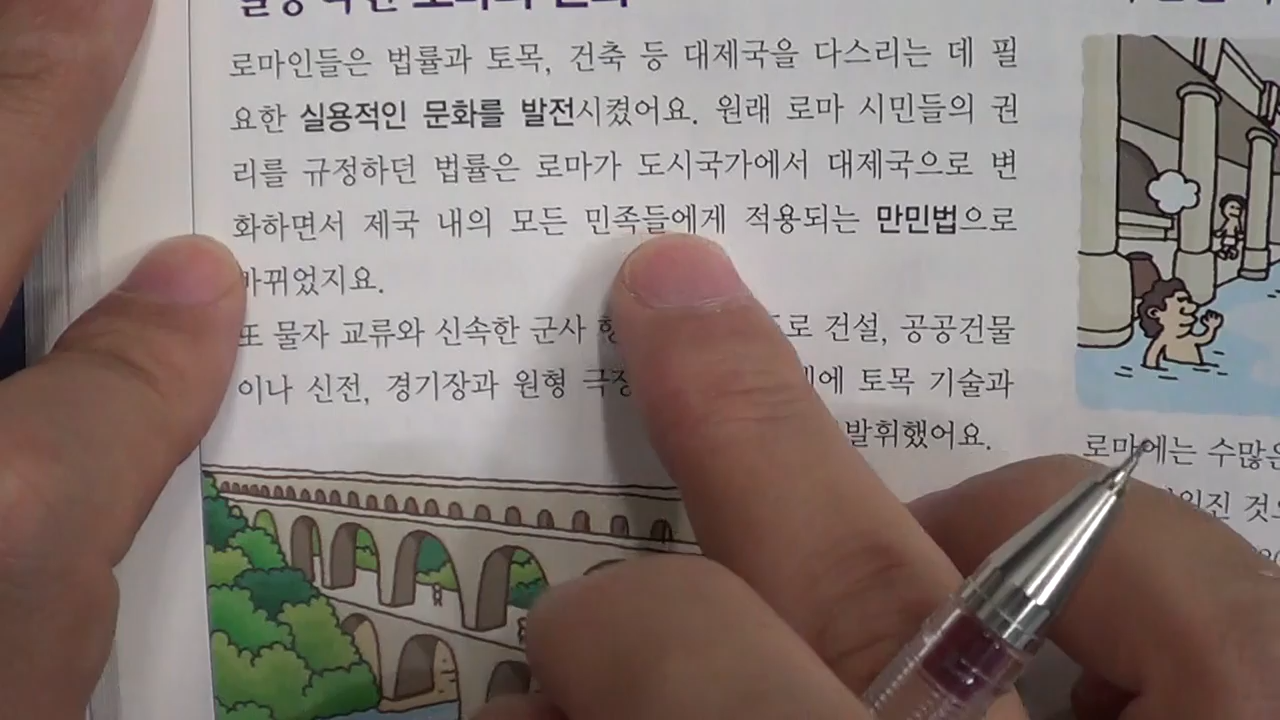 로마인들은 법률과 토목, 건축 등 대제국을 다스리는 데 필
요한 실용적인 문화를 발전시켰어요. 원래 로마 시민들의 권
리를 규정하던 법률은 로마가 도시국가에서 대제국으로 변
화하면서 제국 내의 모든 민족들에게 적용되는 만민법으로
바뀌었지요.
또 물자 교류와 신속한 군사 건설, 공공건물
이나 신전, 경기장과 원형 토목 기술과
발휘했어요.
로마에는 수많은
것